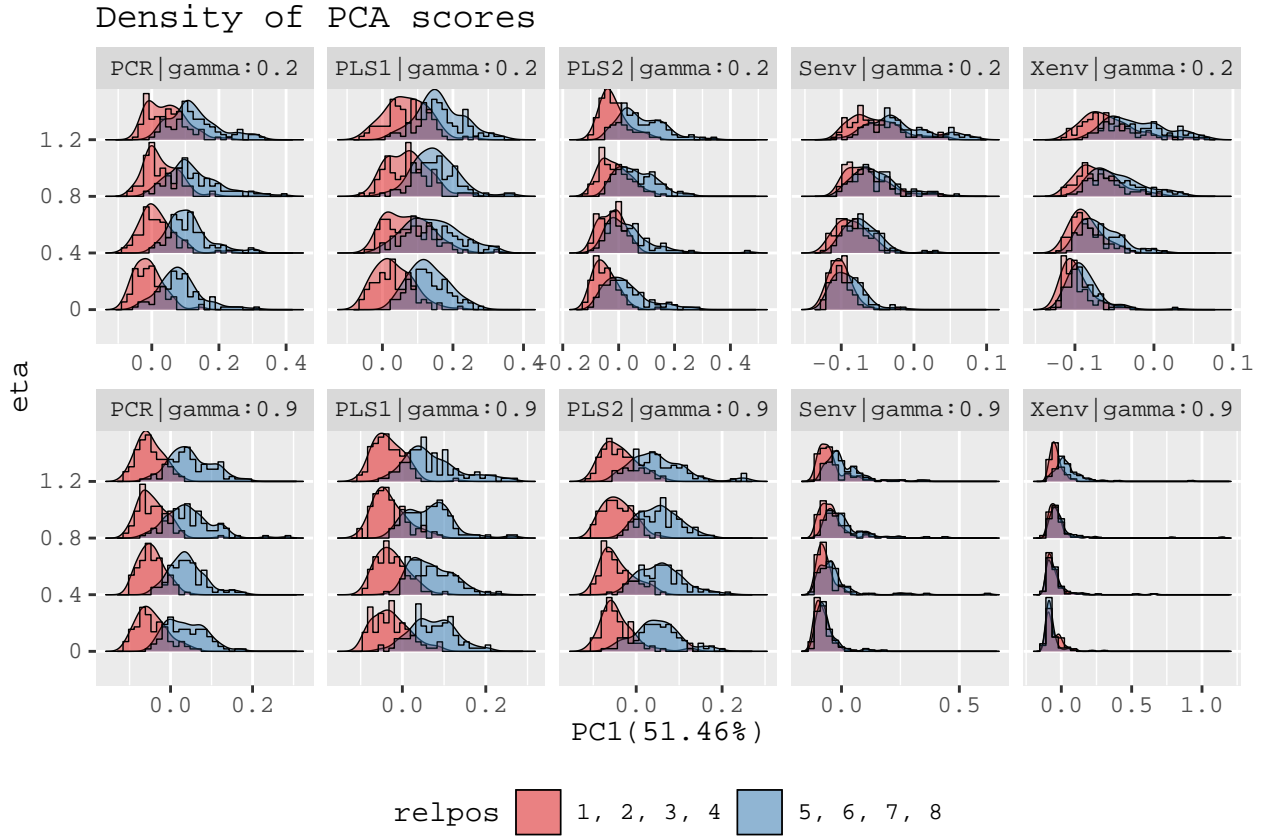 Density of PCA scores
PCR|gamma:0.2 PLS1|gamma:0.2 PLS2|gamma:0.2 Senv|gamma:0.2 Xenv|gamma:0.2
1.2
0.8
0.4
0
0.0 0.2 0.4 0.0 0.2 0.4 -0.2 0.0 0.2 0.4 -0.1 0.0 0.1 -0.1 0.0 0.1
eta
PCR|gamma:0.9 PLS1|gamma:0.9 PLS2|gamma:0.9 Senv|gamma:0.9 Xenv|gamma:0.9
1.2
0.8
0.4
0
0.0 0.2 0.0 0.2 0.0 0.2 0.0 0.5 0.0 0.5 1.0
PC1(51.46%)
relpos 1, 2, 3, 4 5, 6, 7, 8